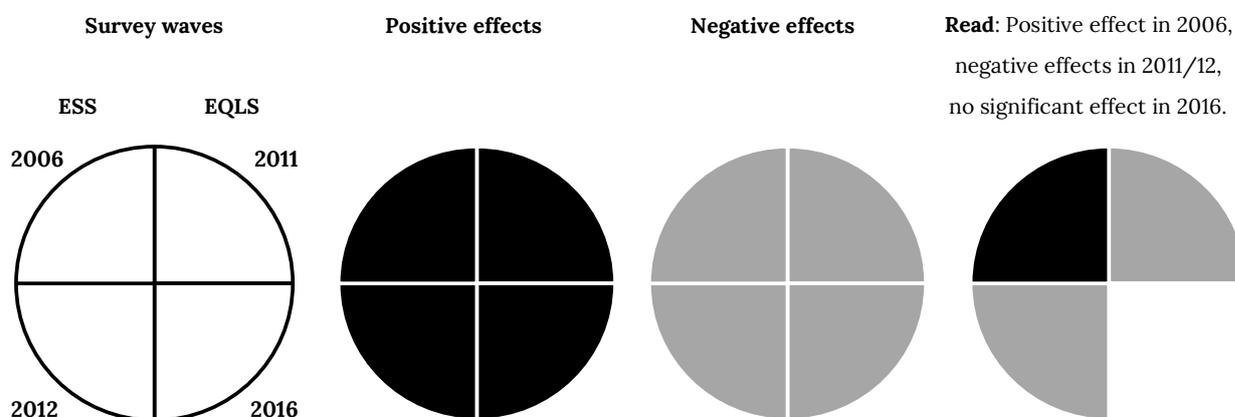 Survey waves
Positive effects
Negative effects
Read: Positive effect in 2006,
negative effects in 2011/12,
no significant effect in 2016.
ESS
EQLS
2006
2011
2012
2016